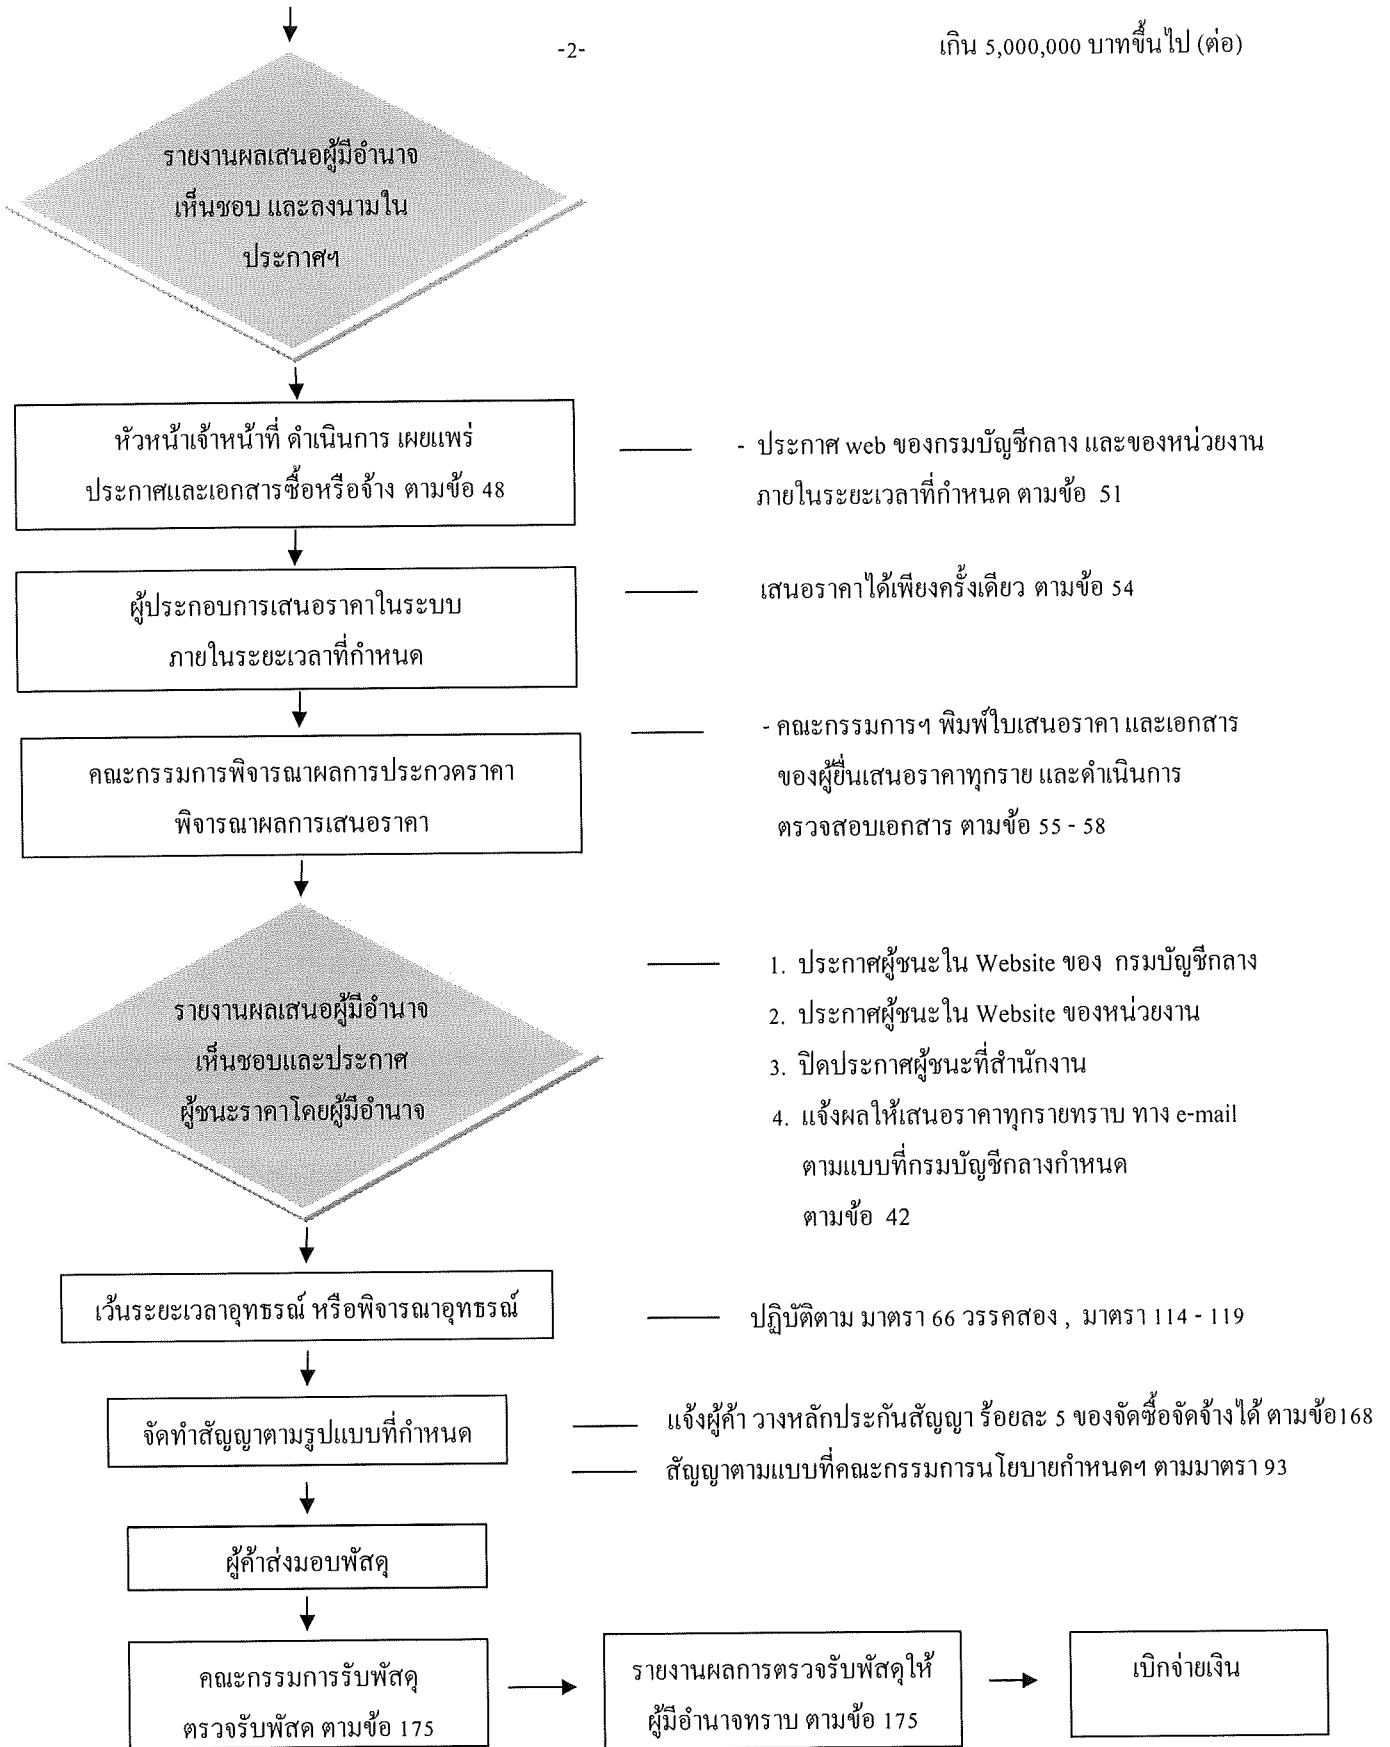 -2-
เกิน 5,000,000 บาทขึ้นไป (ต่อ)
รายงานผลเสนอผู้มีอำนาจ
เห็นชอบ และลงนามใน
ประกาศฯ
หัวหน้าเจ้าหน้าที่ ดำเนินการ เผยแพร่
ประกาศและเอกสารซื้อหรือจ้าง ตามข้อ 48
- ประกาศ web ของกรมบัญชีกลาง และของหน่วยงาน
ภายในระยะเวลาที่กำหนด ตามข้อ 51
ผู้ประกอบการเสนอราคาในระบบ
ภายในระยะเวลาที่กำหนด
เสนอราคาได้เพียงครั้งเดียว ตามข้อ 54
คณะกรรมการพิจารณาผลการประกวดราคา
พิจารณาผลการเสนอราคา
- คณะกรรมการฯ พิมพ์ใบเสนอราคา และเอกสาร
ของผู้ยื่นเสนอราคาทุกราย และดำเนินการ
ตรวจสอบเอกสาร ตามข้อ 55 - 58
รายงานผลเสนอผู้มีอำนาจ
เห็นชอบและประกาศ
ผู้ชนะราคาโดยผู้มีอำนาจ
1. ประกาศผู้ชนะใน Website ของ กรมบัญชีกลาง
2. ประกาศผู้ชนะใน Website ของหน่วยงาน
3. ปิดประกาศผู้ชนะที่สำนักงาน
4. แจ้งผลให้เสนอราคาทุกรายทราบ ทาง e-mail
ตามแบบที่กรมบัญชีกลางกำหนด
ตามข้อ 42
เว้นระยะเวลาอุทธรณ์ หรือพิจารณาอุทธรณ์
ปฏิบัติตาม มาตรา 66 วรรคสอง , มาตรา 114 - 119
จัดทำสัญญาตามรูปแบบที่กำหนด
แจ้งผู้ค้า วางหลักประกันสัญญา ร้อยละ 5 ของจัดซื้อจัดจ้างได้ ตามข้อ168
สัญญาตามแบบที่คณะกรรมการนโยบายกำหนดฯ ตามมาตรา 93
ผู้ค้าส่งมอบพัสดุ
คณะกรรมการรับพัสดุ
ตรวจรับพัสด ตามข้อ 175
รายงานผลการตรวจรับพัสดุให้
ผู้มีอำนาจทราบ ตามข้อ 175
เบิกจ่ายเงิน